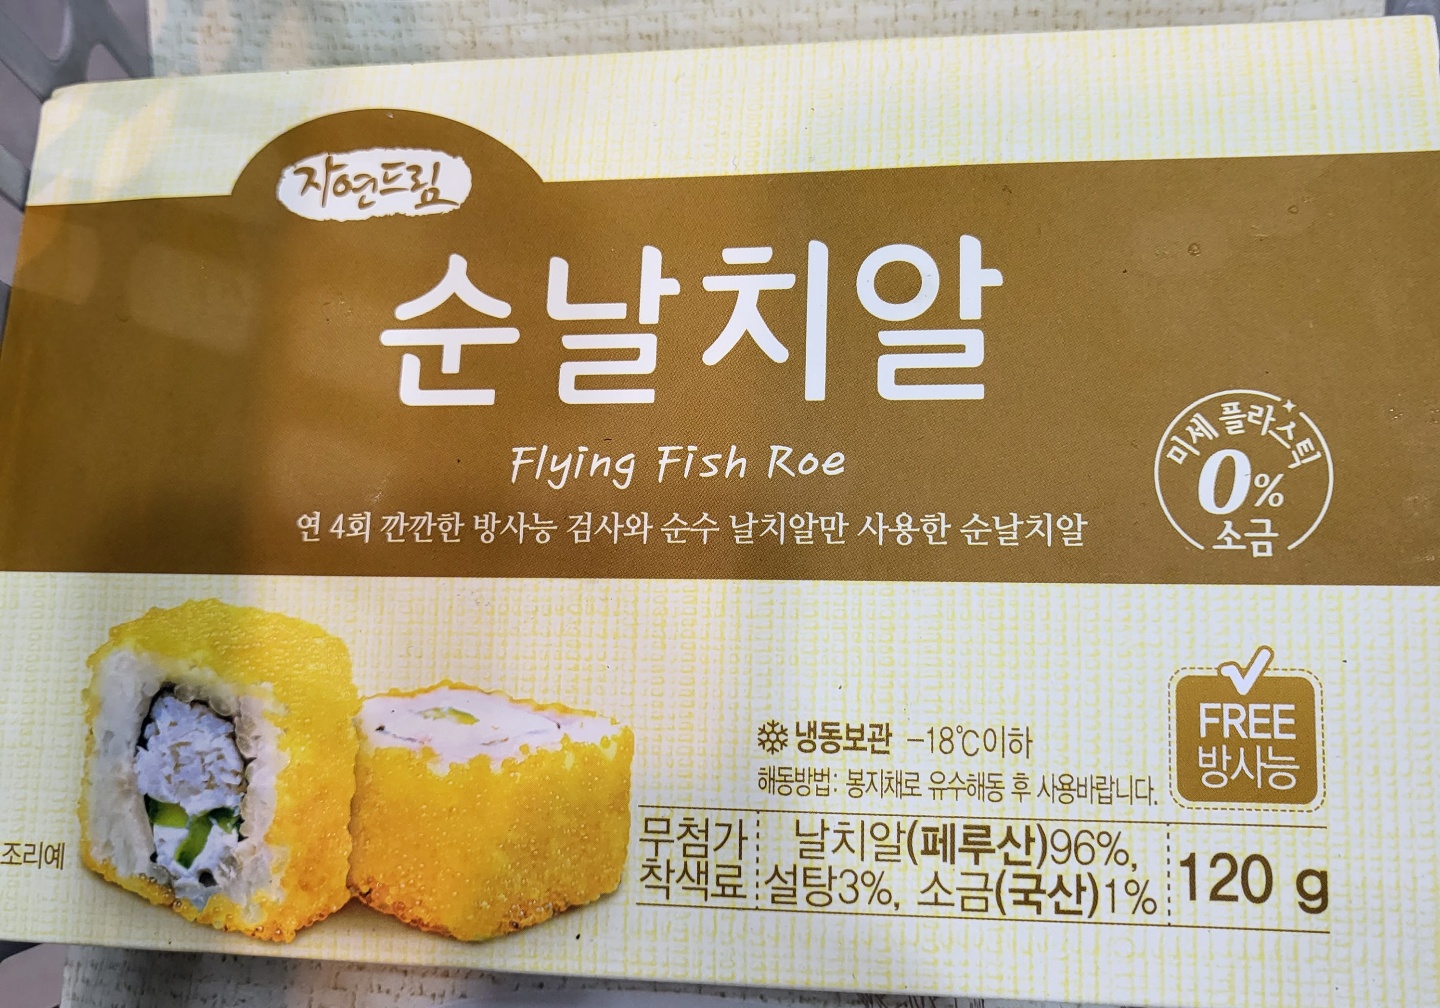 자연드림
순날치알
Flying Fish Roe
연 4회 깐깐한 방사능 검사와 순수 날치알만 사용한 순날치알
미세 플라스틱
0%
소금
FREE
방사능
냉동보관 -18℃이하
해동방법: 봉지채로 유수해동 후 사용바랍니다.
조리예
무첨가
착색료
날치알(페루산)96%,
설탕3%, 소금(국산)1%
120 g